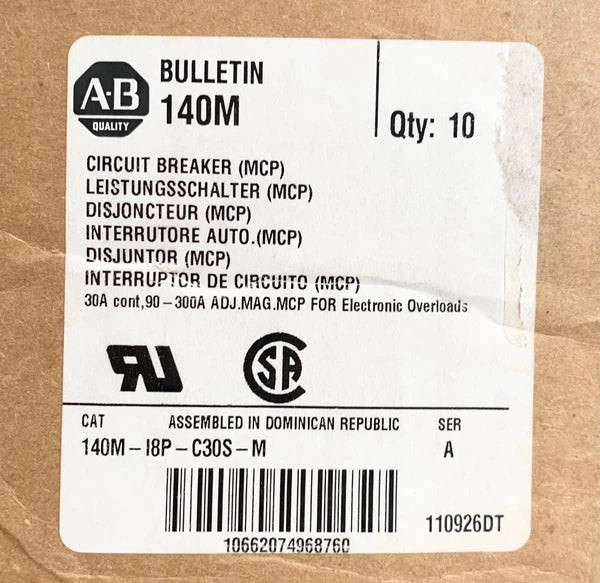 A-B
QUALITY
BULLETIN
140M
Qty: 10
CIRCUIT BREAKER (MCP)
LEISTUNGSSCHALTER (MCP)
DISJONCTEUR (MCP)
INTERRUTORE AUTO.(MCP)
DISJUNTOR (MCP)
INTERRUPTOR DE CIRCUITO (MCP)
30A cont,90-300A ADJ.MAG.MCP FOR Electronic Overloads
RU
CSA
CAT ASSEMBLED IN DOMINICAN REPUBLIC SER
140M-I8P-C30S-M A
110926DT
10662074968760